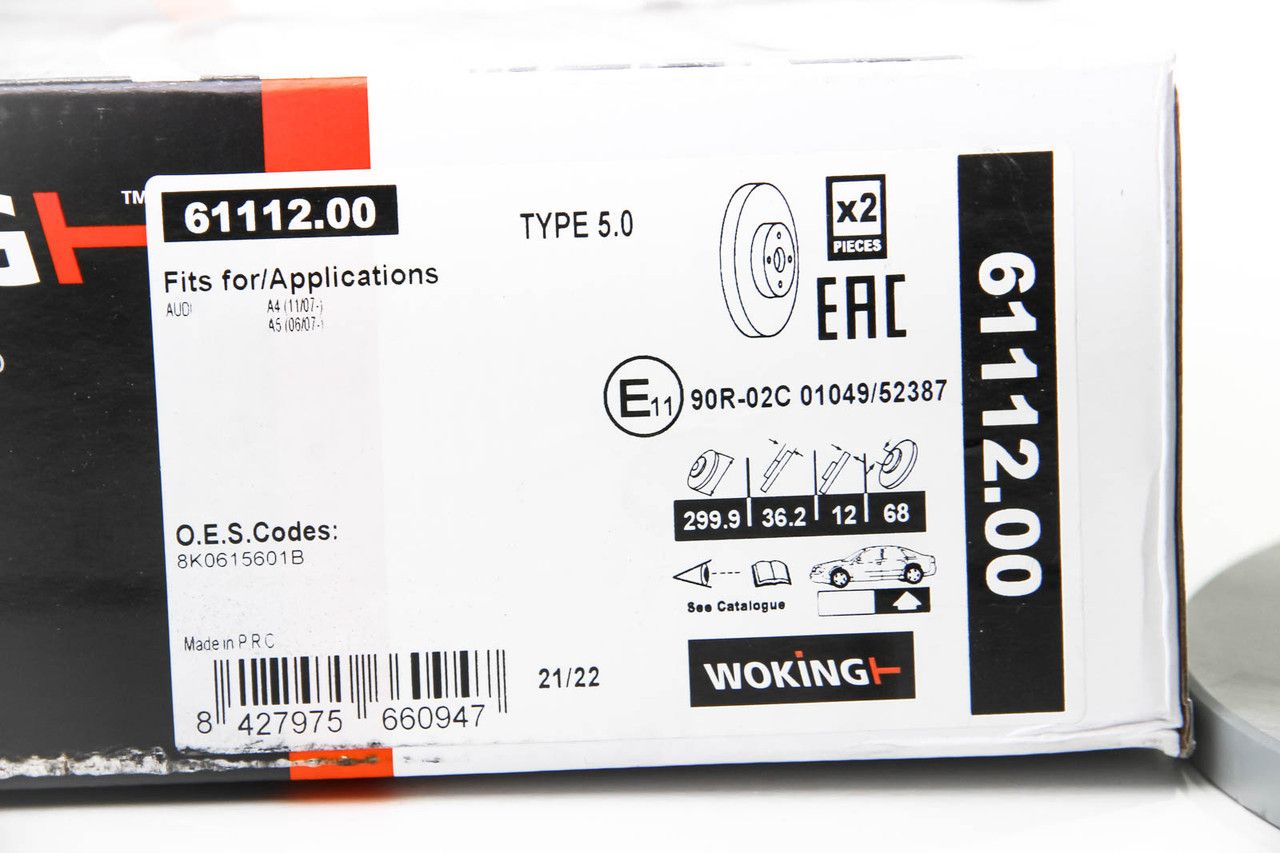 TM
61112.00
TYPE 5.0
x2
PIECES
Fits for/Applications
AUDI A4 (11/07-)
A5 (06/07-)
EAC
E11 90R-02C 01049/52387
299.9 36.2 12 68
O.E.S.Codes:
8K0615601B
See Catalogue
Made in P.R.C
8 427975 660947
21/22
WOKING
61112.00
G